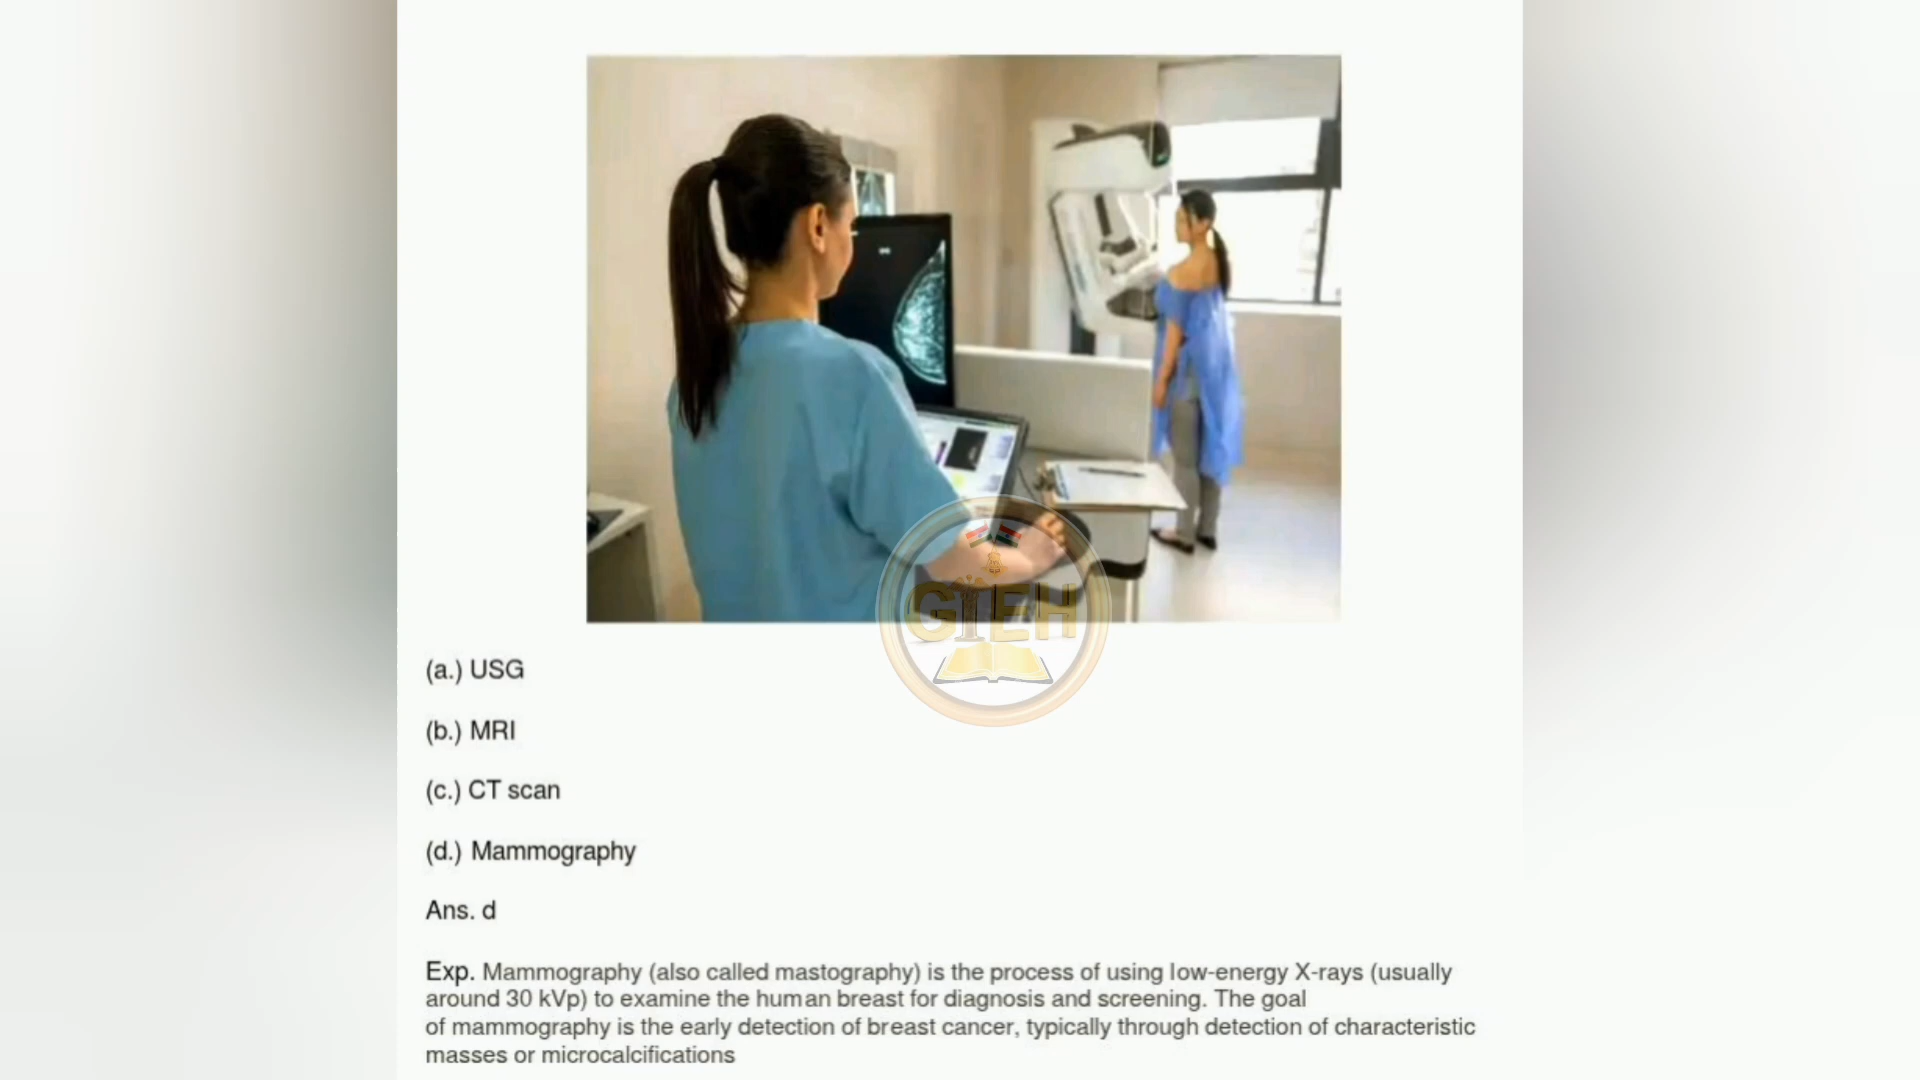 GIEH
(a.) USG
(b.) MRI
(c.) CT scan
(d.) Mammography
Ans. d
Exp. Mammography (also called mastography) is the process of using low-energy X-rays (usually
around 30 kVp) to examine the human breast for diagnosis and screening. The goal
of mammography is the early detection of breast cancer, typically through detection of characteristic
masses or microcalcifications